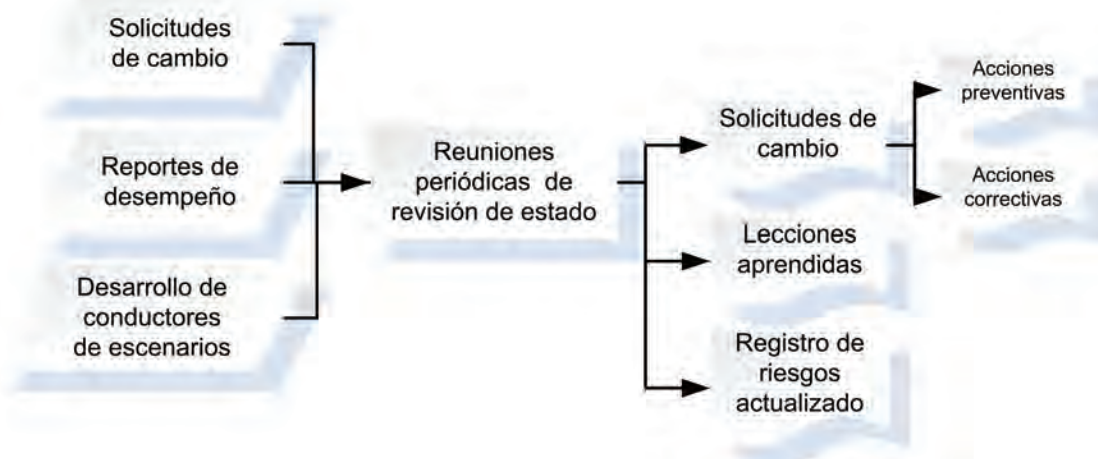 Solicitudes
de cambio
Reportes de
desempeño
Desarrollo de
conductores
de escenarios
Reuniones
periódicas de
revisión de estado
Solicitudes de
cambio
Lecciones
aprendidas
Registro de
riesgos
actualizado
Acciones
preventivas
Acciones
correctivas